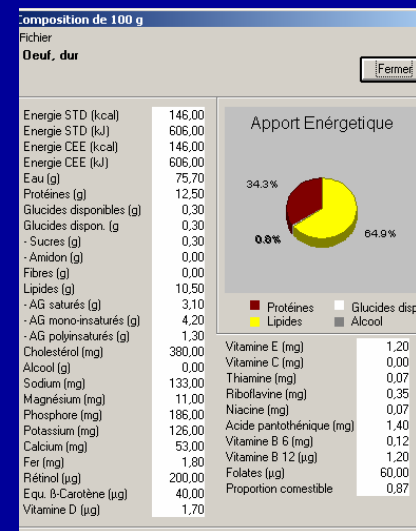 Composition de 100 g
Fichier
Oeuf, dur
Fermer
Energie STD (kcal) 146,00
Energie STD (kJ) 606,00
Energie CEE (kcal) 146,00
Energie CEE (kJ) 606,00
Eau (g) 75,70
Protéines (g) 12,50
Glucides disponibles (g) 0,30
Glucides dispon. (g 0,30
- Sucres (g) 0,30
- Amidon (g) 0,00
Fibres (g) 0,00
Lipides (g) 10,50
- AG saturés (g) 3,10
- AG mono-insaturés (g) 4,20
- AG polyinsaturés (g) 1,30
Cholestérol (mg) 380,00
Alcool (g) 0,00
Sodium (mg) 133,00
Magnésium (mg) 11,00
Phosphore (mg) 186,00
Potassium (mg) 126,00
Calcium (mg) 53,00
Fer (mg) 1,80
Rétinol (µg) 200,00
Equ. ß-Carotène (µg) 40,00
Vitamine D (µg) 1,70
Apport Enérgetique
34.3%
0.0%
64.9%
Protéines Glucides disp
Lipides Alcool
Vitamine E (mg) 1,20
Vitamine C (mg) 0,00
Thiamine (mg) 0,07
Riboflavine (mg) 0,35
Niacine (mg) 0,07
Acide pantothénique (mg) 1,40
Vitamine B 6 (mg) 0,12
Vitamine B 12 (µg) 1,20
Folates (µg) 60,00
Proportion comestible 0,87